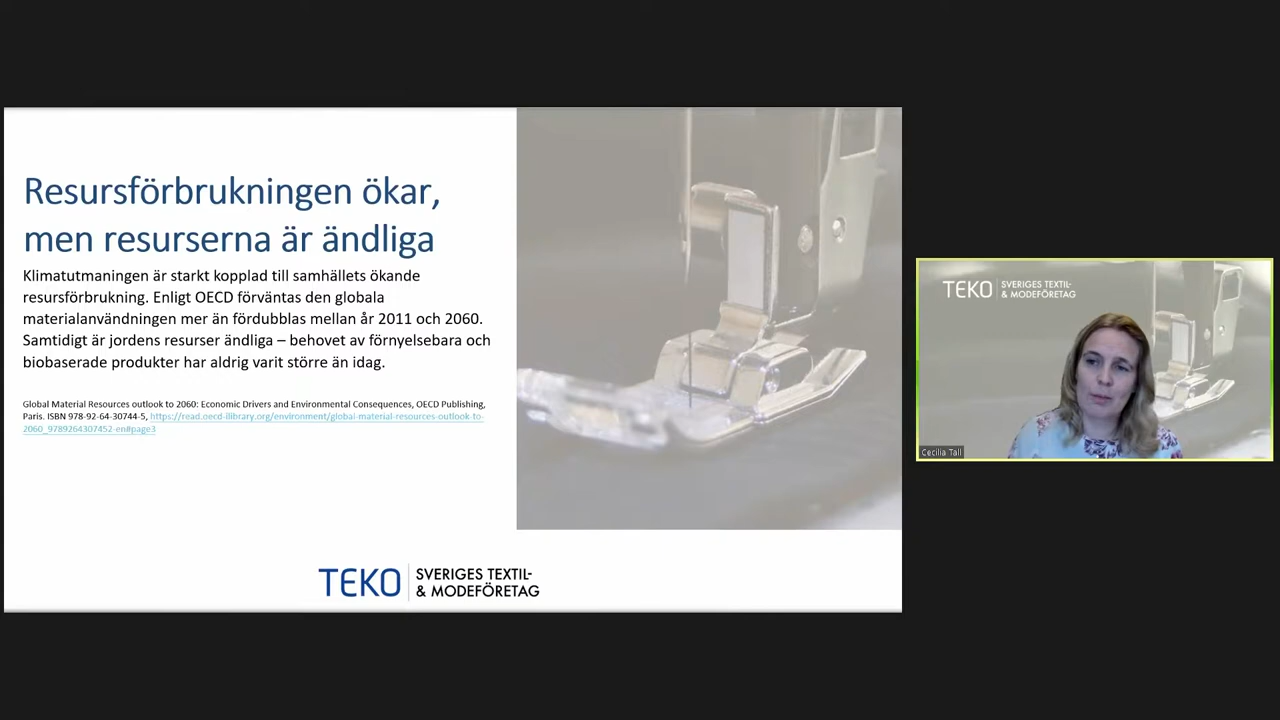 Resursförbrukningen ökar,
men resurserna är ändliga
Klimatutmaningen är starkt kopplad till samhällets ökande
resursförbrukning. Enligt OECD förväntas den globala
materialanvändningen mer än fördubblas mellan år 2011 och 2060.
Samtidigt är jordens resurser ändliga – behovet av förnyelsebara och
biobaserade produkter har aldrig varit större än idag.
Global Material Resources outlook to 2060: Economic Drivers and Environmental Consequences, OECD Publishing,
Paris. ISBN 978-92-64-30744-5, https://read.oecd-ilibrary.org/environment/global-material-resources-outlook-to-
2060_9789264307452-en#page3
TEKO SVERIGES TEXTIL-
& MODEFÖRETAG
TEKO SVERIGES TEXTIL-
& MODEFÖRETAG
Cecilia Tall